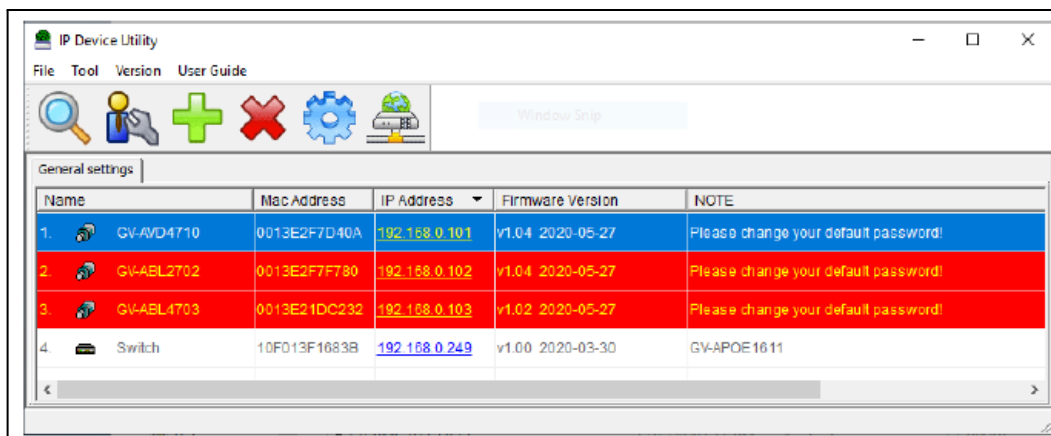 IP Device Utility
File Tool Version User Guide
Window Snip
General settings
Name Mac Address IP Address Firmware Version NOTE
1. GV-AVD4710 0013E2F7D40A 192.168.0.101 v1.04 2020-05-27 Please change your default password!
2. GV-ABL2702 0013E2F7F780 192.168.0.102 v1.04 2020-05-27 Please change your default password!
3. GV-ABL4703 0013E21DC232 192.168.0.103 v1.02 2020-05-27 Please change your default password!
4. Switch 10F013F1683B 192.168.0.249 v1.00 2020-03-30 GV-APOE1611